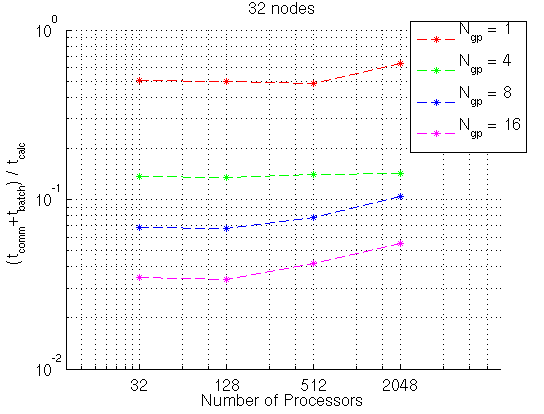 32 nodes
10^0
10^-1
10^-2
(t_comm+t_batch) / t_calc
N_gp = 1
N_gp = 4
N_gp = 8
N_gp = 16
32 128 512 2048
Number of Processors